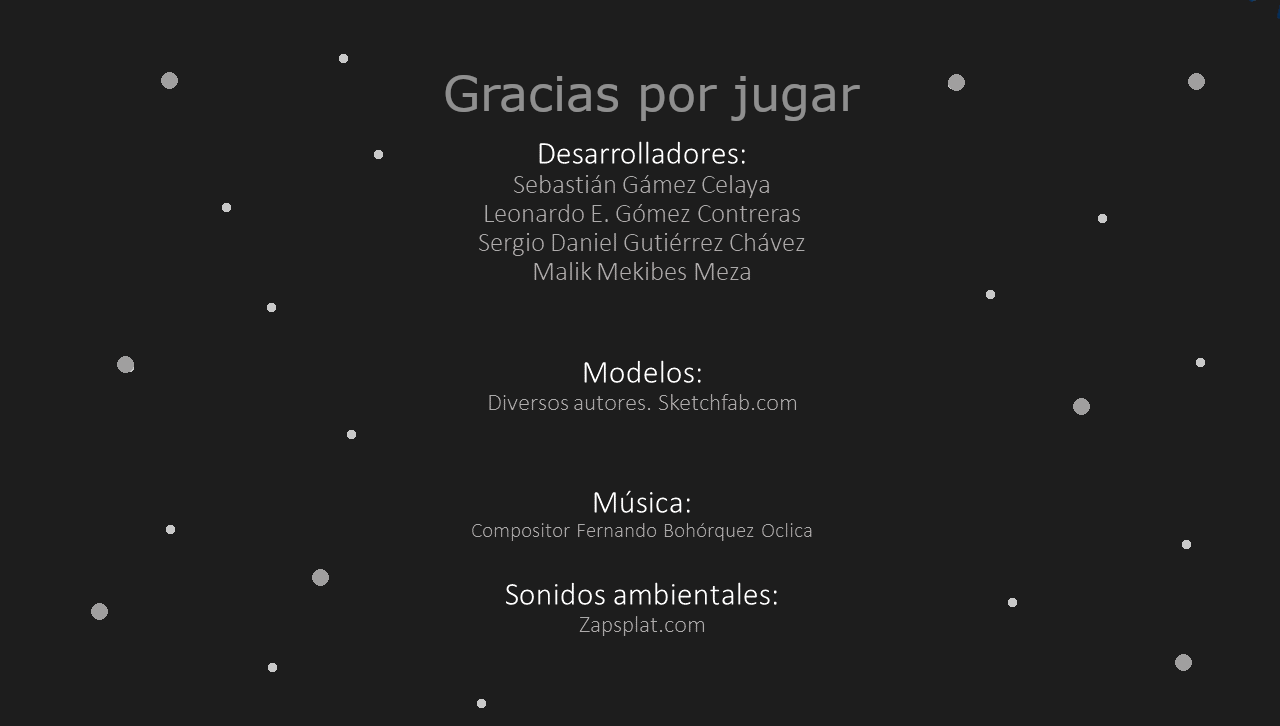 Gracias por jugar
Desarrolladores:
Sebastián Gámez Celaya
Leonardo E. Gómez Contreras
Sergio Daniel Gutiérrez Chávez
Malik Mekibes Meza
Modelos:
Diversos autores. Sketchfab.com
Música:
Compositor Fernando Bohórquez Oclica
Sonidos ambientales:
Zapsplat.com